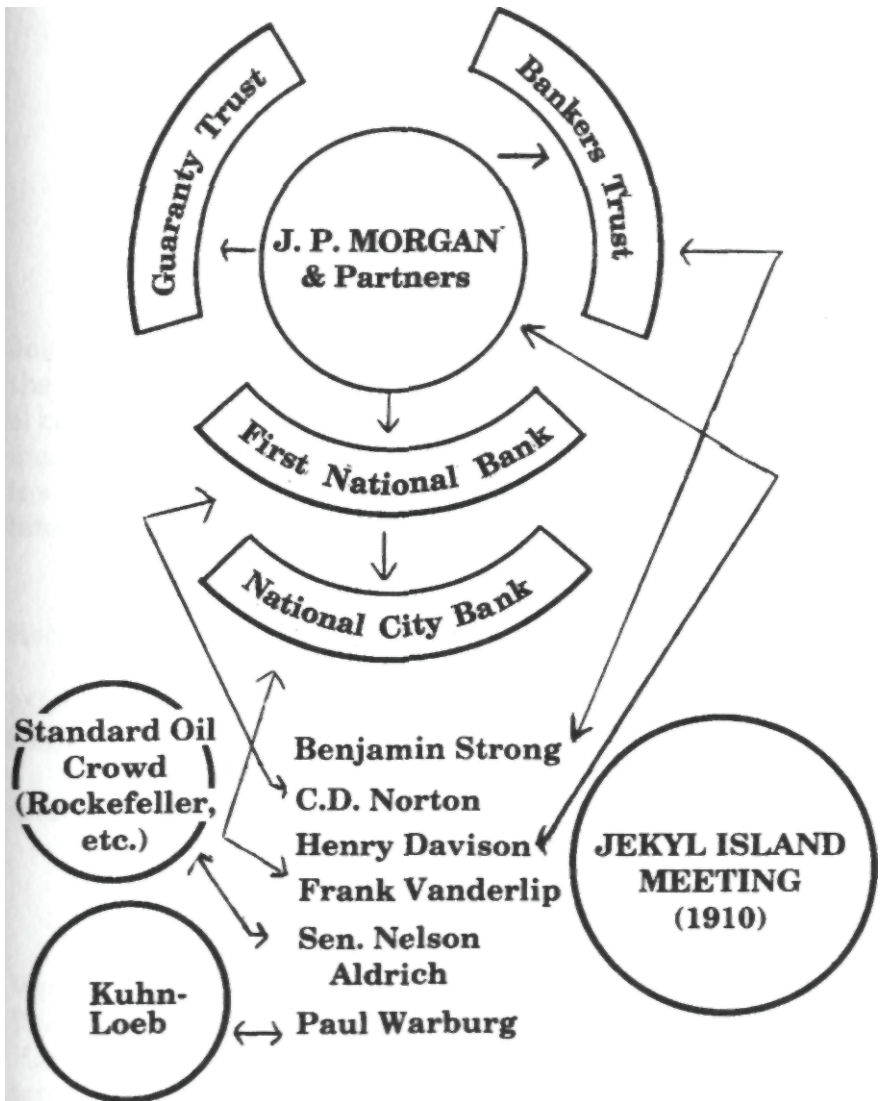 Guaranty Trust
Bankers Trust
J. P. MORGAN
& Partners
First National Bank
National City Bank
Standard Oil
Crowd
(Rockefeller,
etc.)
Benjamin Strong
C.D. Norton
Henry Davison
Frank Vanderlip
Sen. Nelson
Aldrich
Paul Warburg
JEKYL ISLAND
MEETING
(1910)
Kuhn-
Loeb